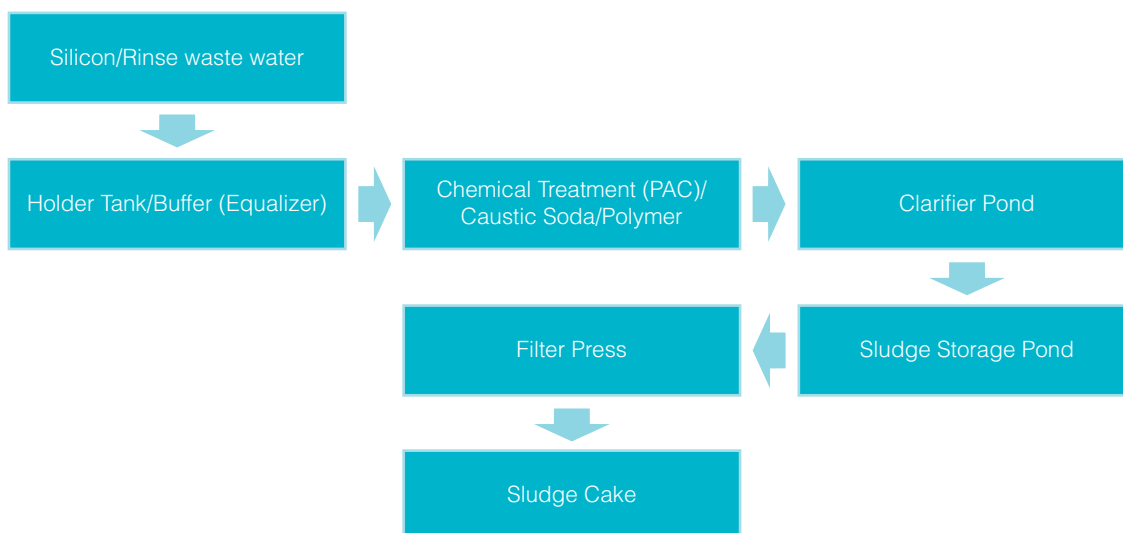 Silicon/Rinse waste water
Holder Tank/Buffer (Equalizer)
Chemical Treatment (PAC)/
Caustic Soda/Polymer
Clarifier Pond
Sludge Storage Pond
Filter Press
Sludge Cake